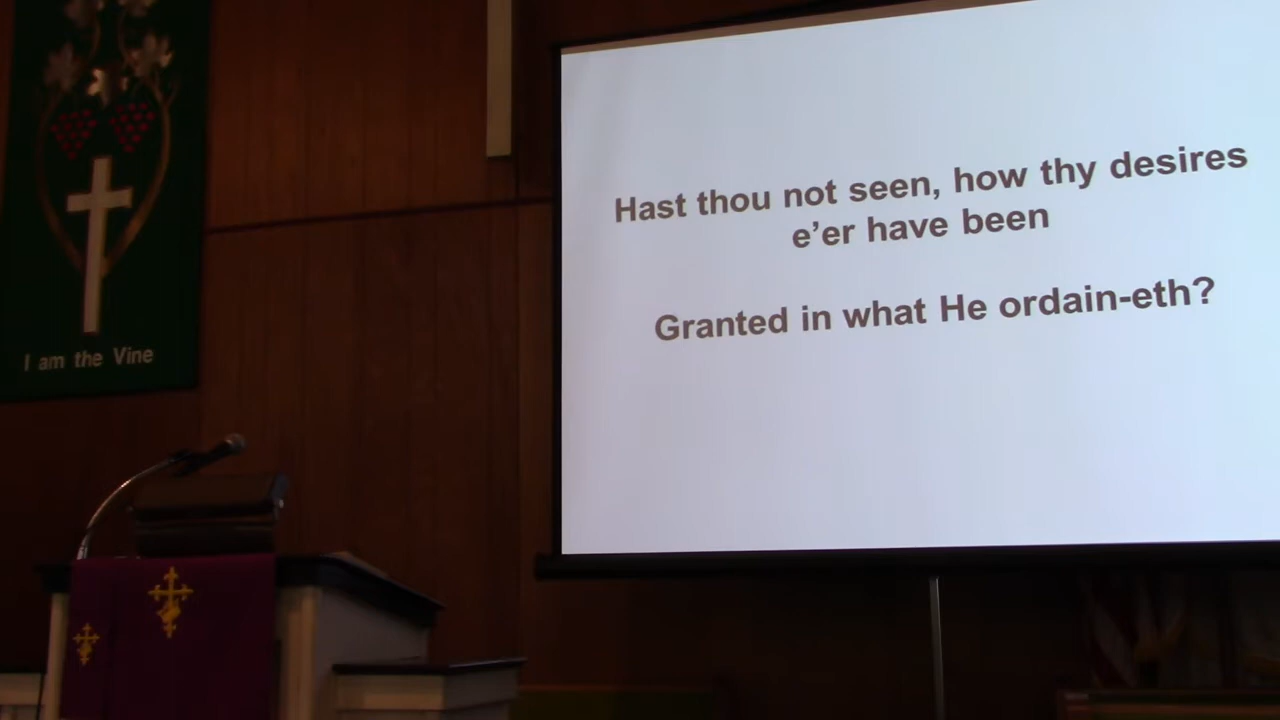 I am the Vine
Hast thou not seen, how thy desires
e’er have been
Granted in what He ordain-eth?